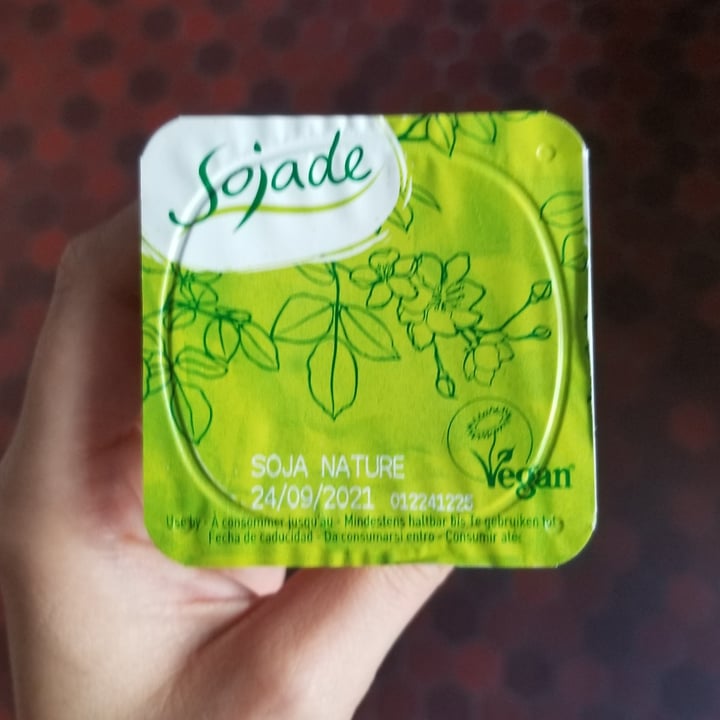 Sojade
Vegan
SOJA NATURE
24/09/2021 012241225
Use by - A consommer jusqu'au - Mindestens haltbar bis Te gebruiken tot -
Fecha de caducidad - Da consumarsi entro - Consumir até: